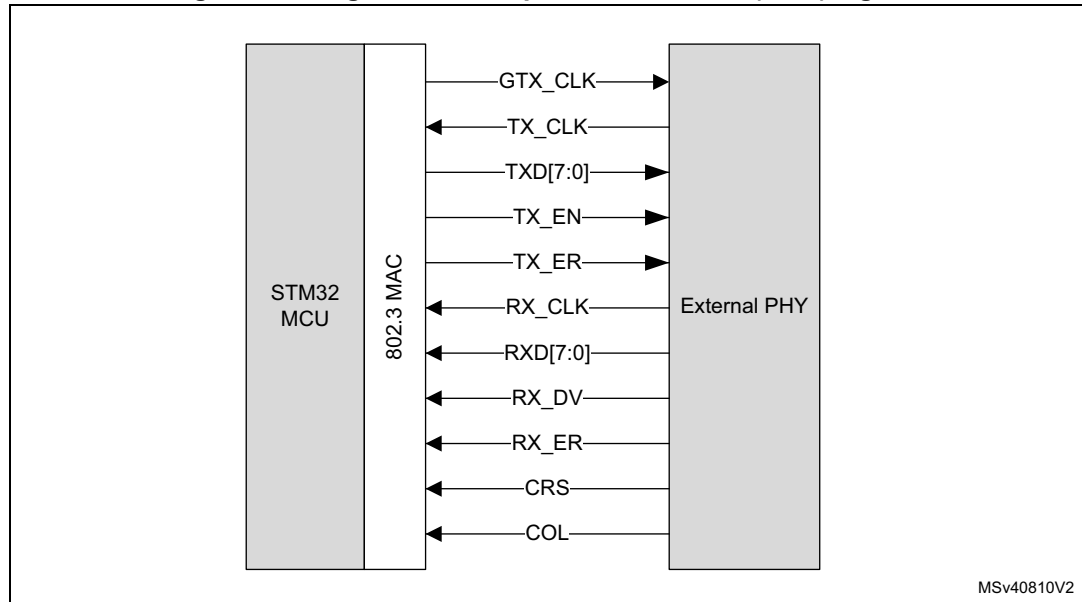 GTX_CLK
TX_CLK
TXD[7:0]
TX_EN
TX_ER
STM32
MCU
802.3 MAC
RX_CLK
External PHY
RXD[7:0]
RX_DV
RX_ER
CRS
COL
MSv40810V2